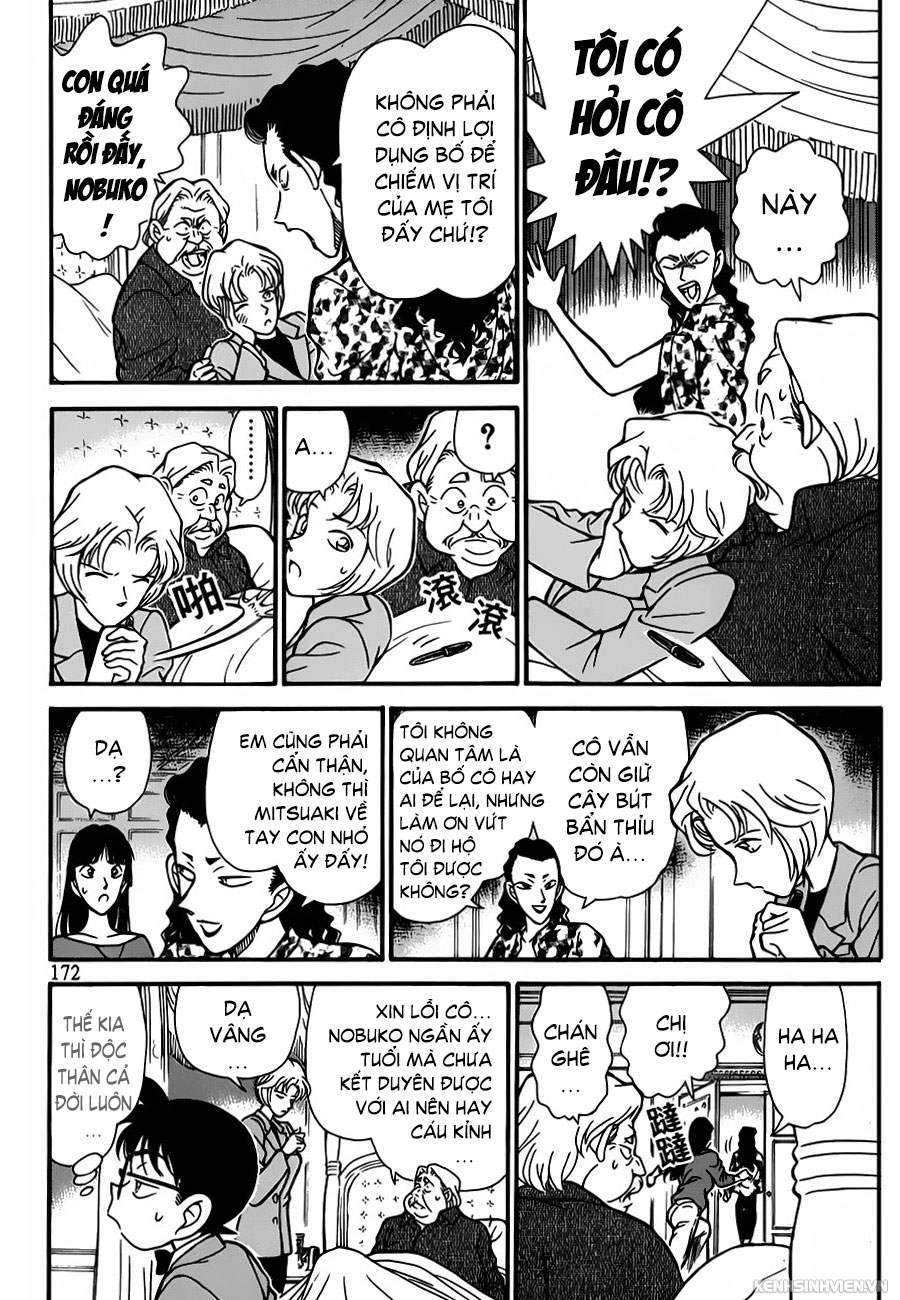 NÀY
...
TÔI CÓ
HỎI CÔ
ĐÂU!?
KHÔNG PHẢI
CÔ ĐỊNH LỢI
DỤNG BỐ ĐỂ
CHIẾM VỊ TRÍ
CỦA MẸ TÔI
ĐẤY CHỨ!?
CON QUÁ
ĐÁNG
RỒI ĐẤY,
NOBUKO
!
?
滾
滾
A...
.........
啪
CÔ VẪN
CÒN GIỮ
CÂY BÚT
BẨN THỈU
ĐÓ À...
TÔI KHÔNG
QUAN TÂM LÀ
CỦA BỐ CÔ HAY
AI ĐỂ LẠI, NHƯNG
LÀM ƠN VỨT
NÓ ĐI HỘ
TÔI ĐƯỢC
KHÔNG?
EM CŨNG PHẢI
CẨN THẬN,
KHÔNG THÌ
MITSUAKI VỀ
TAY CON NHỎ
ẤY ĐẤY!
DẠ
...?
172
HA HA
HA...
CHỊ
ƠI!!
躂
躂
CHÁN
GHÊ
...
XIN LỖI CÔ...
NOBUKO NGẦN ẤY
TUỔI MÀ CHƯA
KẾT DUYÊN ĐƯỢC
VỚI AI NÊN HAY
CÁU KỈNH
...
DẠ
VÂNG
...
THẾ KIA
THÌ ĐỘC
THÂN CẢ
ĐỜI LUÔN
...
KENHSINHVIEN.VN